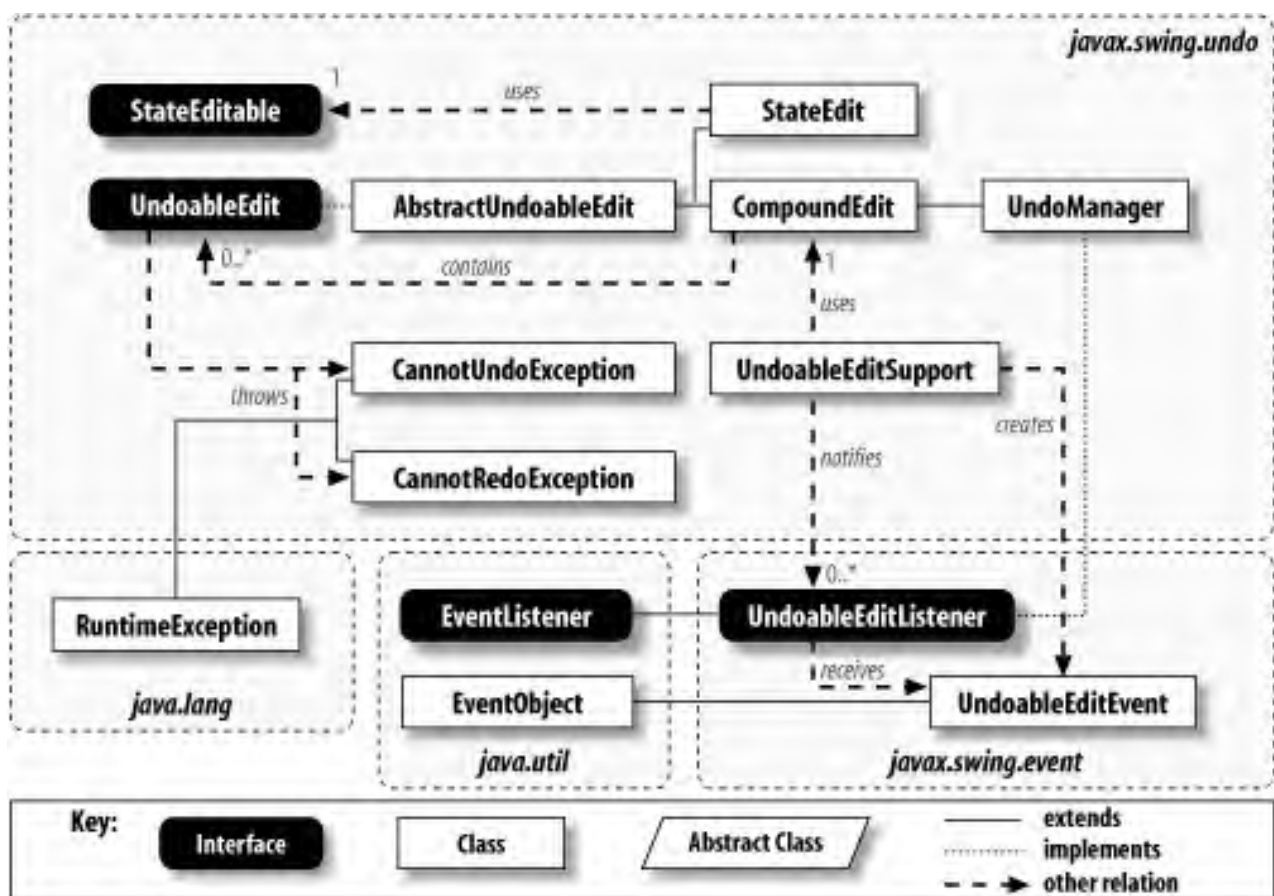 javax.swing.undo
1
StateEditable
uses
StateEdit
UndoableEdit
AbstractUndoableEdit
CompoundEdit
UndoManager
0..*
contains
1
uses
CannotUndoException
UndoableEditSupport
throws
creates
CannotRedoException
notifies
0..*
RuntimeException
EventListener
UndoableEditListener
receives
java.lang
EventObject
UndoableEditEvent
java.util
javax.swing.event
Key:
Interface
Class
Abstract Class
extends
implements
other relation